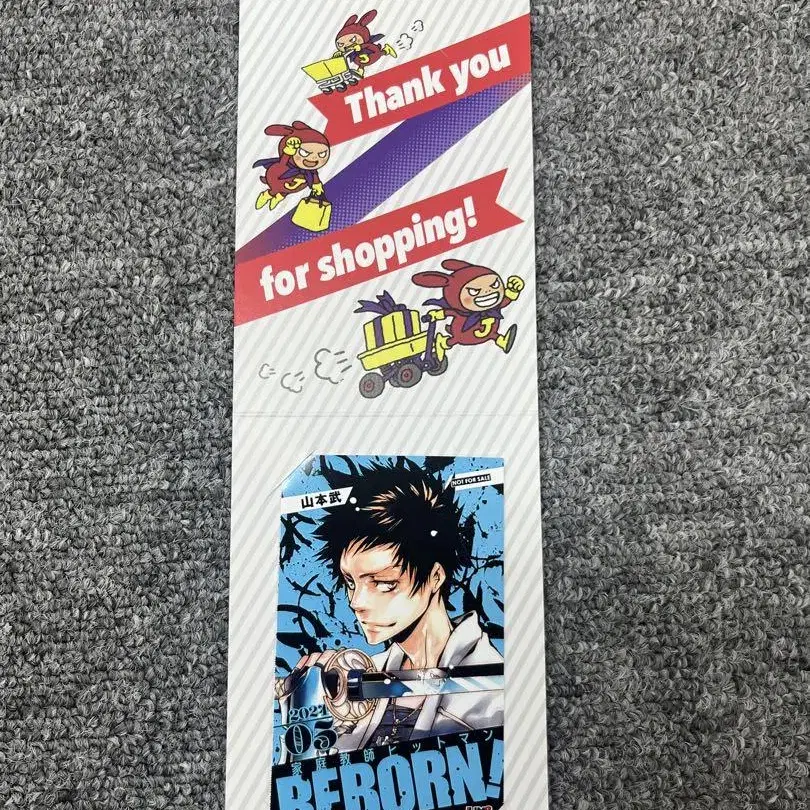 Thank you
for shopping!
J
J
山本武
NOT FOR SALE
2022
05
家庭教師ヒットマン
REBORN!
JUMP